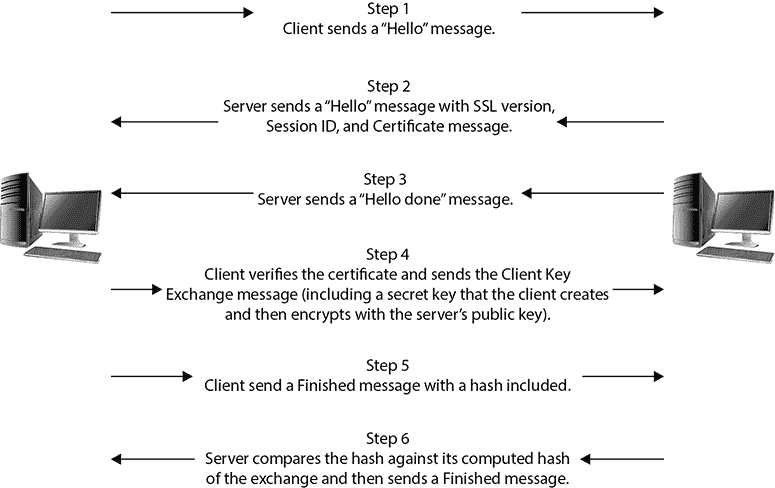 Step 1
Client sends a “Hello” message.
Step 2
Server sends a “Hello” message with SSL version,
Session ID, and Certificate message.
Step 3
Server sends a “Hello done” message.
Step 4
Client verifies the certificate and sends the Client Key
Exchange message (including a secret key that the client creates
and then encrypts with the server’s public key).
Step 5
Client send a Finished message with a hash included.
Step 6
Server compares the hash against its computed hash
of the exchange and then sends a Finished message.